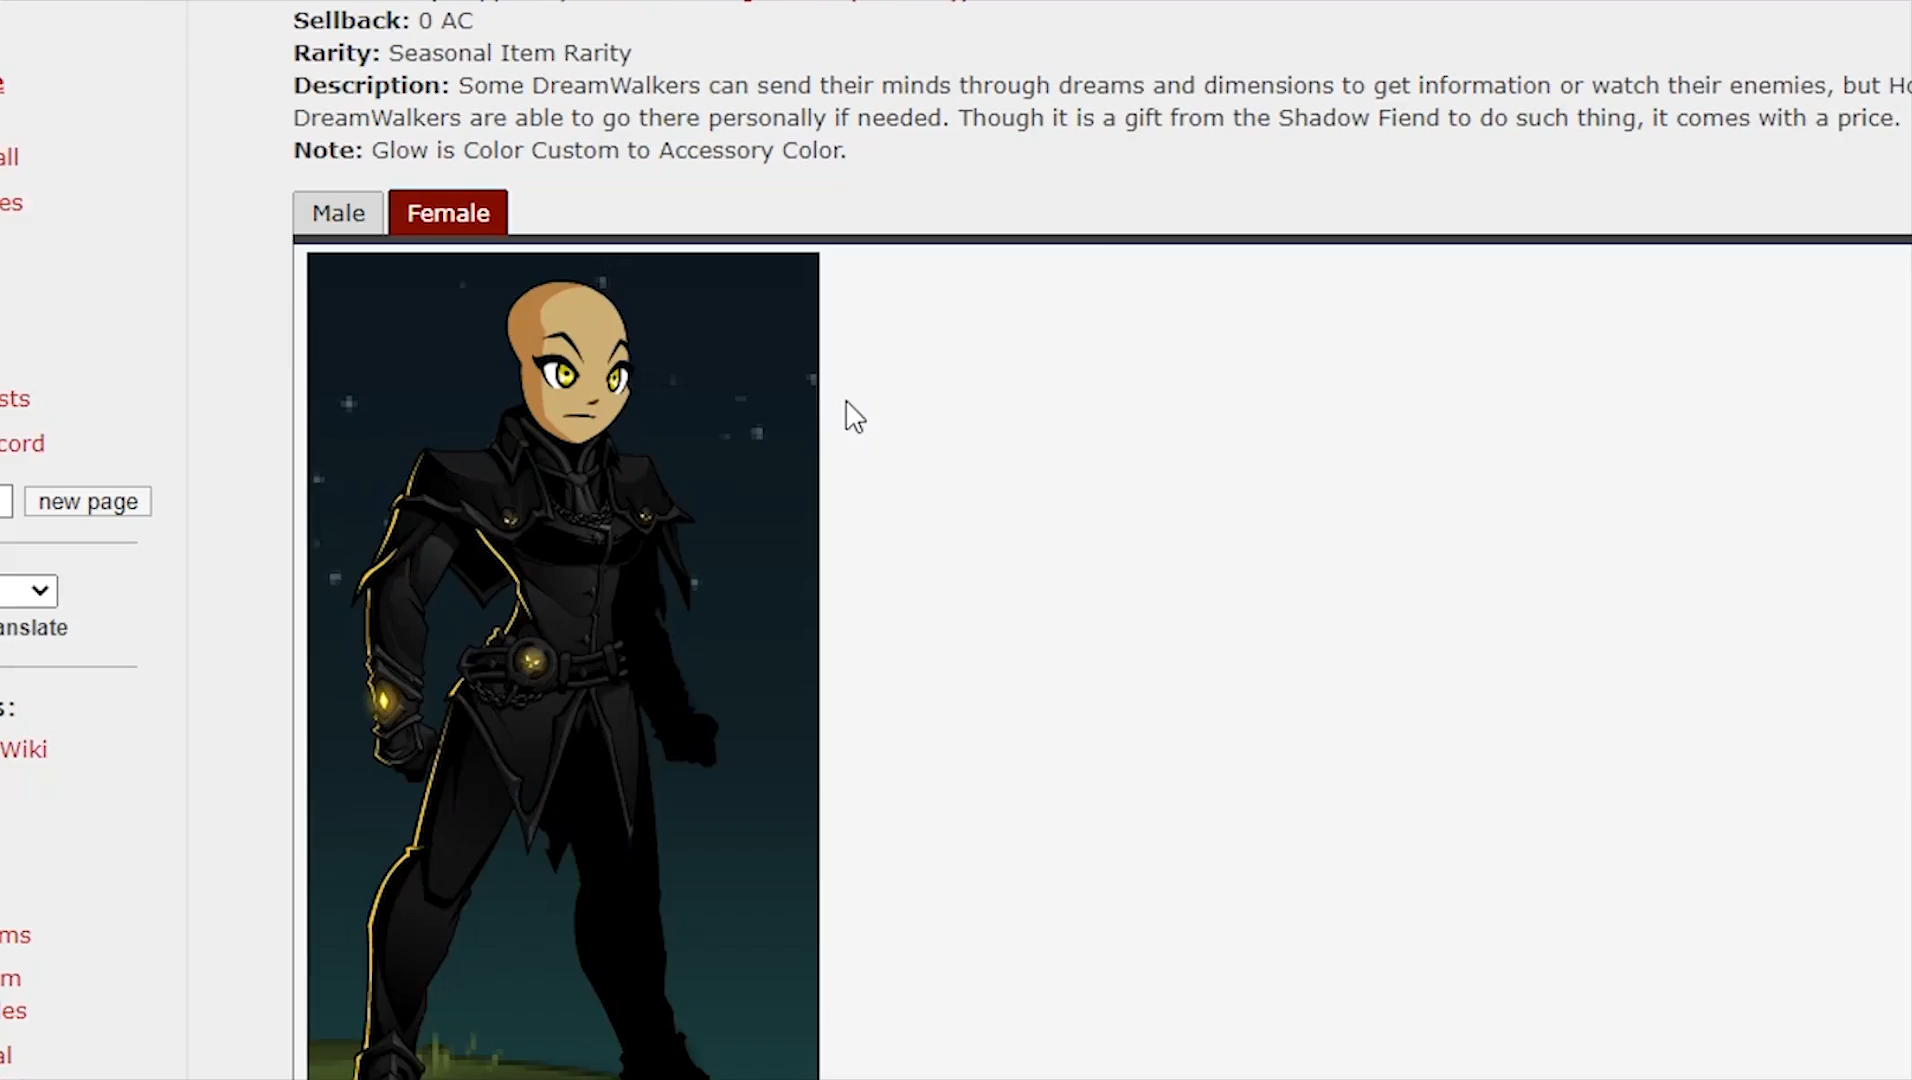 Sellback: 0 AC
Rarity: Seasonal Item Rarity
Description: Some DreamWalkers can send their minds through dreams and dimensions to get information or watch their enemies, but
DreamWalkers are able to go there personally if needed. Though it is a gift from the Shadow Fiend to do such thing, it comes with a price.
Note: Glow is Color Custom to Accessory Color.
Male Female
all
es
sts
cord
new page
anslate
s:
Wiki
ms
m
les
al